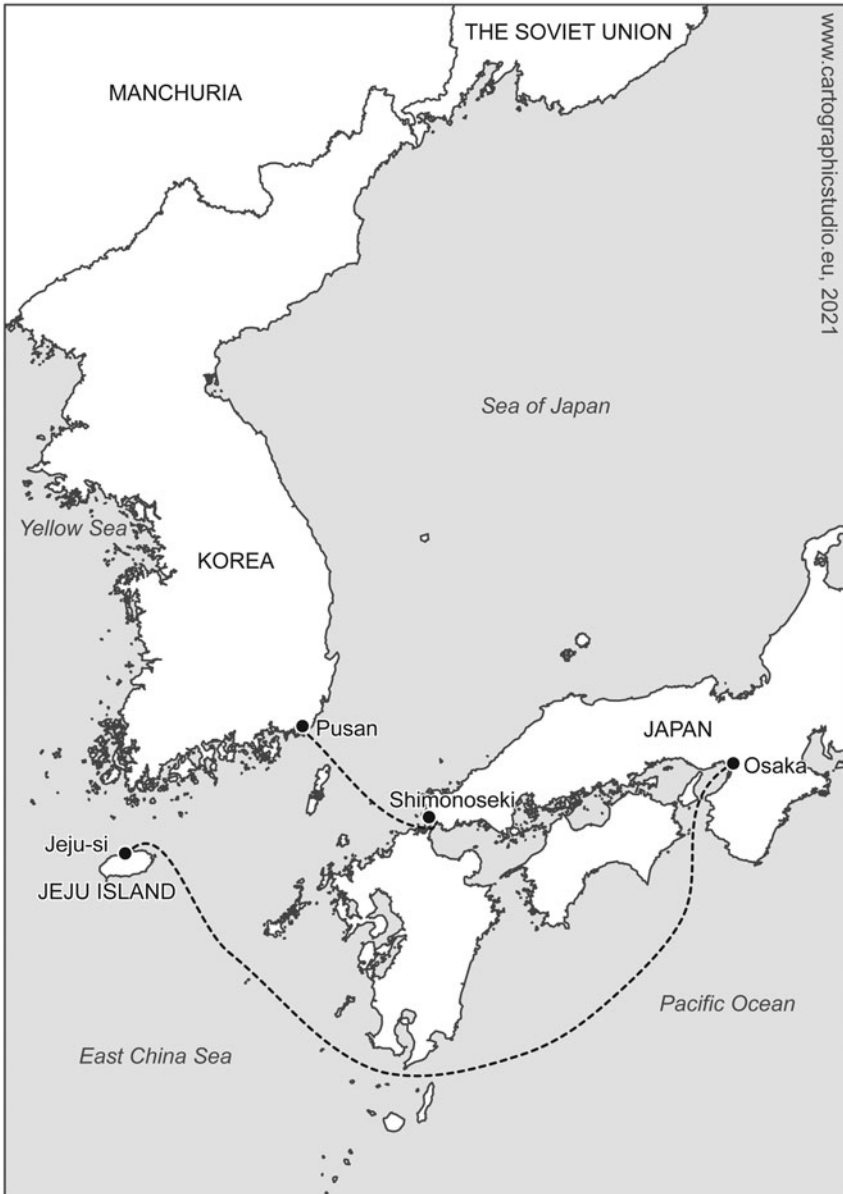 THE SOVIET UNION
MANCHURIA
www.cartographicstudio.eu, 2021
Sea of Japan
Yellow Sea
KOREA
Pusan
JAPAN
Osaka
Shimonoseki
Jeju-si
JEJU ISLAND
Pacific Ocean
East China Sea